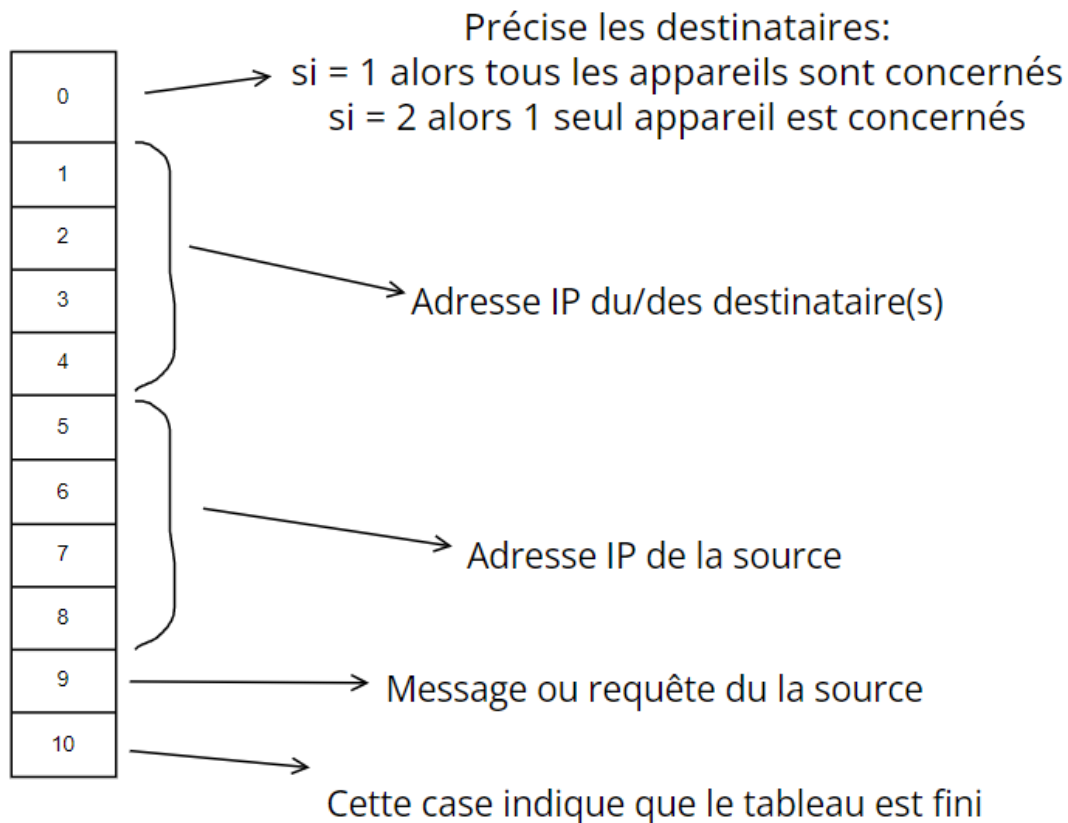 Précise les destinataires:
0
si = 1 alors tous les appareils sont concernés
si = 2 alors 1 seul appareil est concernés
1
2
3
Adresse IP du/des destinataire(s)
4
5
6
7
Adresse IP de la source
8
9
Message ou requête du la source
10
Cette case indique que le tableau est fini